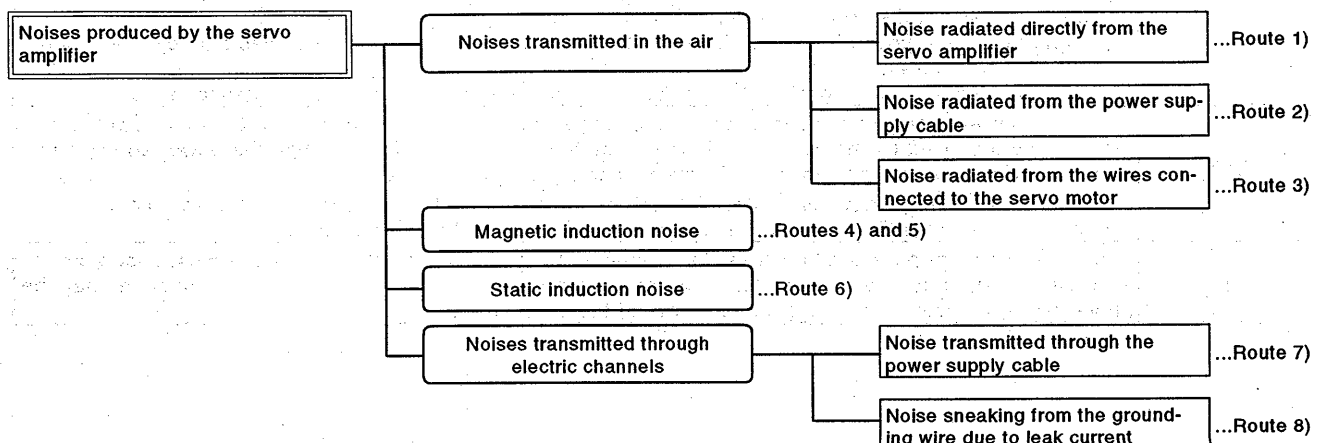 Noises produced by the servo
amplifier
Noises transmitted in the air
Noise radiated directly from the
servo amplifier
...Route 1)
Noise radiated from the power sup-
ply cable
...Route 2)
Noise radiated from the wires con-
nected to the servo motor
...Route 3)
Magnetic induction noise
...Routes 4) and 5)
Static induction noise
...Route 6)
Noises transmitted through
electric channels
Noise transmitted through the
power supply cable
...Route 7)
Noise sneaking from the ground-
ing wire due to leak current
...Route 8)